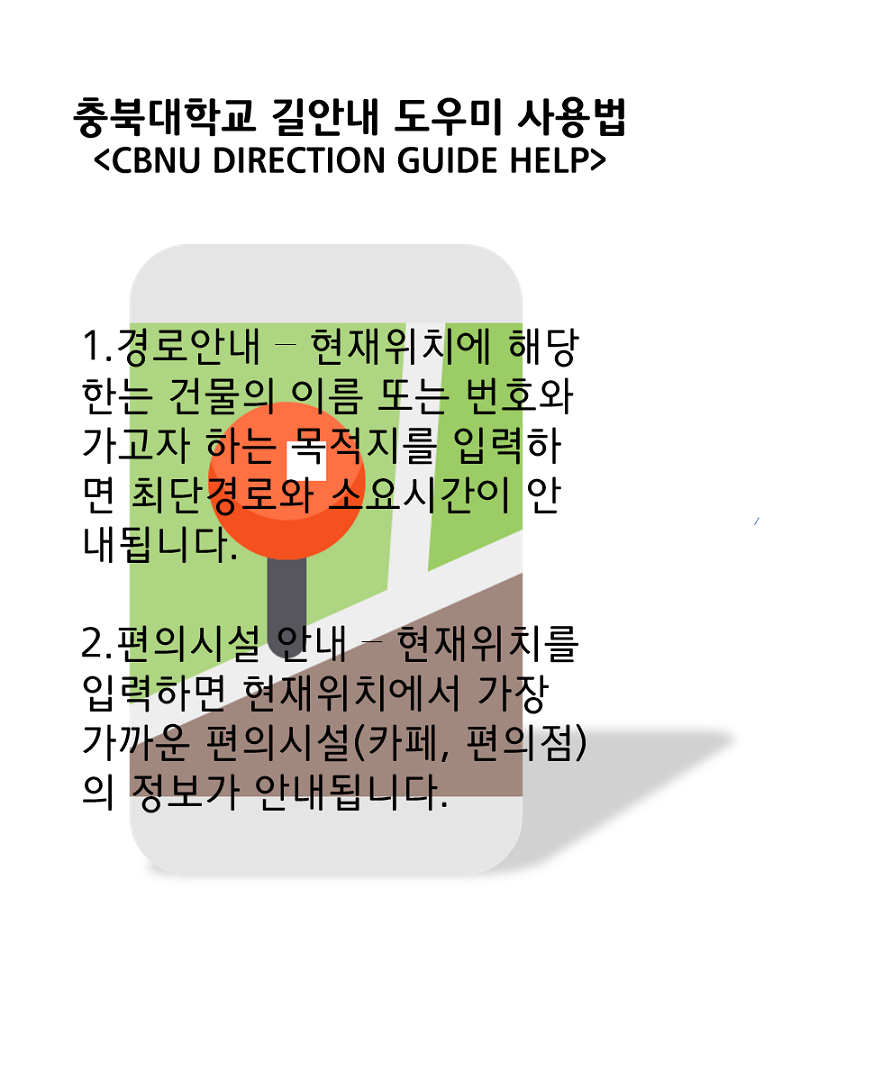 충북대학교 길안내 도우미 사용법
<CBNU DIRECTION GUIDE HELP>
1.경로안내 – 현재위치에 해당
한는 건물의 이름 또는 번호와
가고자 하는 목적지를 입력하
면 최단경로와 소요시간이 안
내됩니다.
2.편의시설 안내 – 현재위치를
입력하면 현재위치에서 가장
가까운 편의시설(카페, 편의점)
의 정보가 안내됩니다.